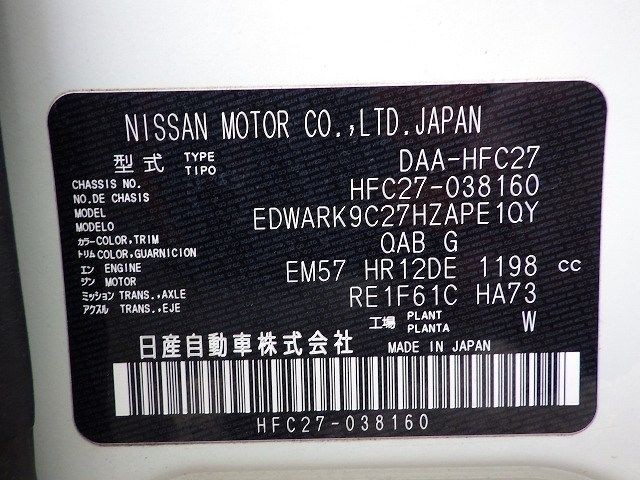 NISSAN MOTOR CO.,LTD.JAPAN
型式 TYPE TIPO DAA-HFC27
CHASSIS NO. NO.DE CHASIS HFC27-038160
MODEL MODELO EDWARK9C27HZAPE1QY
カラー COLOR,TRIM トリム COLOR,GUARNICION QAB G
エン ENGINE ジン MOTOR EM57 HR12DE 1198 cc
ミッション TRANS.,AXLE アクスル TRANS.,EJE RE1F61C HA73
工場 PLANT PLANTA W
日産自動車株式会社 MADE IN JAPAN
HFC27-038160